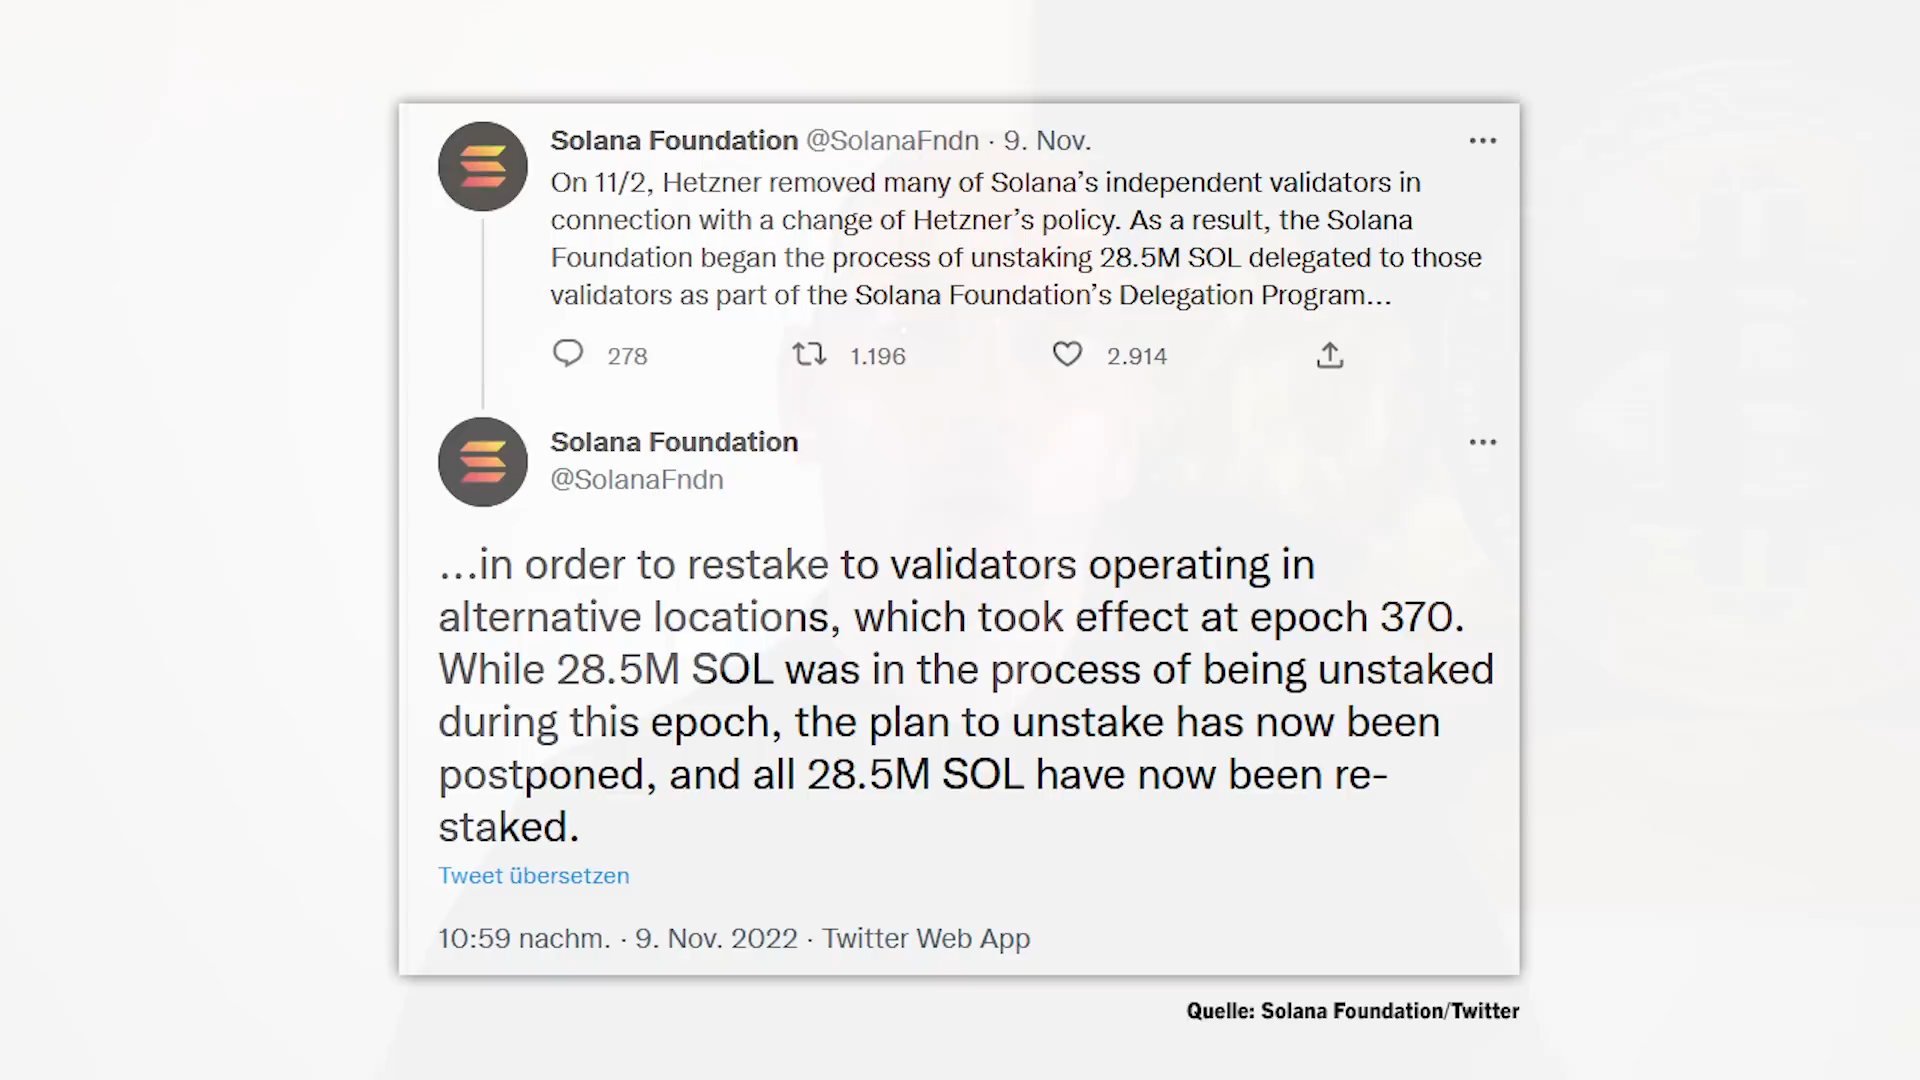 Solana Foundation @SolanaFndn · 9. Nov.
On 11/2, Hetzner removed many of Solana’s independent validators in
connection with a change of Hetzner’s policy. As a result, the Solana
Foundation began the process of unstaking 28.5M SOL delegated to those
validators as part of the Solana Foundation’s Delegation Program...
278 1.196 2.914
Solana Foundation
@SolanaFndn
...in order to restake to validators operating in
alternative locations, which took effect at epoch 370.
While 28.5M SOL was in the process of being unstaked
during this epoch, the plan to unstake has now been
postponed, and all 28.5M SOL have now been re-
staked.
Tweet übersetzen
10:59 nachm. · 9. Nov. 2022 · Twitter Web App
Quelle: Solana Foundation/Twitter